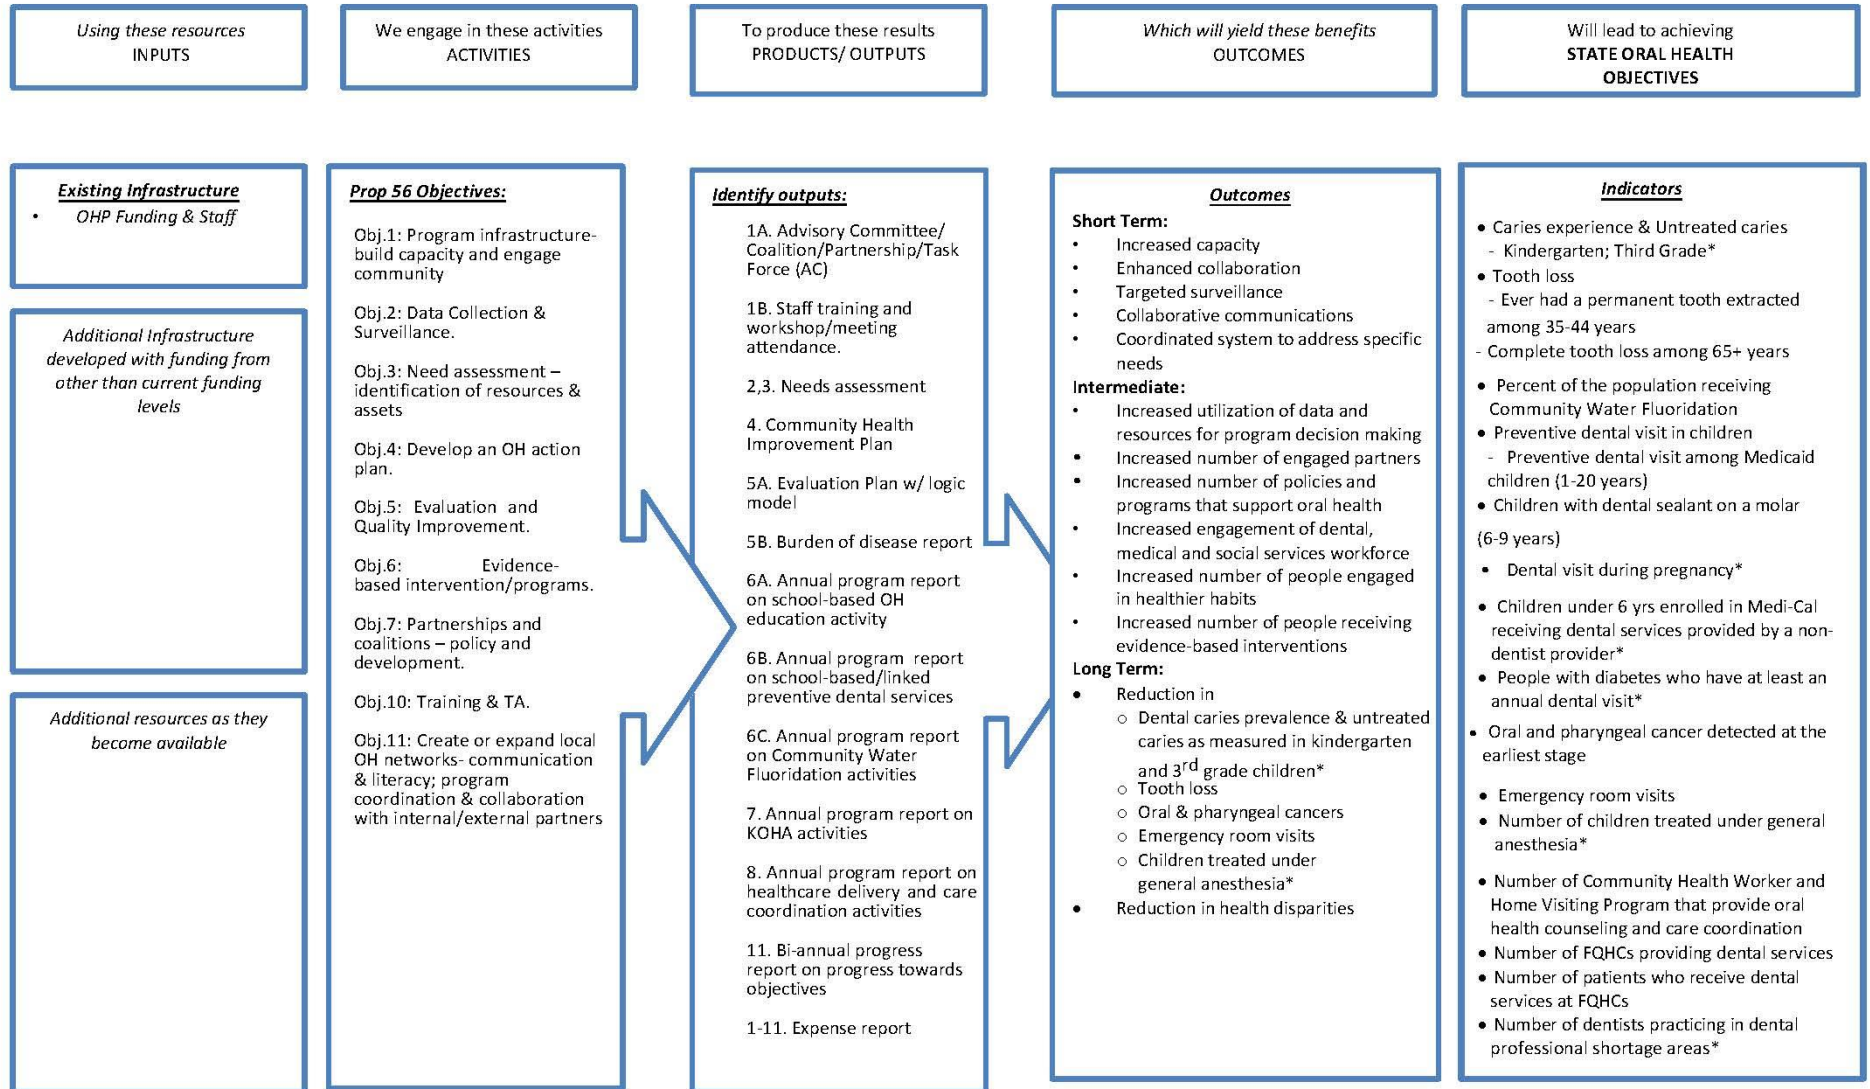 Using these resources
INPUTS
We engage in these activities
ACTIVITIES
To produce these results
PRODUCTS/ OUTPUTS
Which will yield these benefits
OUTCOMES
Will lead to achieving
STATE ORAL HEALTH
OBJECTIVES
Existing Infrastructure
• OHP Funding & Staff
Additional Infrastructure
developed with funding from
other than current funding
levels
Additional resources as they
become available
Prop 56 Objectives:
Obj.1: Program infrastructure-
build capacity and engage
community
Obj.2: Data Collection &
Surveillance.
Obj.3: Need assessment –
identification of resources &
assets
Obj.4: Develop an OH action
plan.
Obj.5: Evaluation and
Quality Improvement.
Obj.6: Evidence-
based intervention/programs.
Obj.7: Partnerships and
coalitions – policy and
development.
Obj.10: Training & TA.
Obj.11: Create or expand local
OH networks- communication
& literacy; program
coordination & collaboration
with internal/external partners
Identify outputs:
1A. Advisory Committee/
Coalition/Partnership/Task
Force (AC)
1B. Staff training and
workshop/meeting
attendance.
2,3. Needs assessment
4. Community Health
Improvement Plan
5A. Evaluation Plan w/ logic
model
5B. Burden of disease report
6A. Annual program report
on school-based OH
education activity
6B. Annual program report
on school-based/linked
preventive dental services
6C. Annual program report
on Community Water
Fluoridation activities
7. Annual program report on
KOHA activities
8. Annual program report on
healthcare delivery and care
coordination activities
11. Bi-annual progress
report on progress towards
objectives
1-11. Expense report
Outcomes
Short Term:
• Increased capacity
• Enhanced collaboration
• Targeted surveillance
• Collaborative communications
• Coordinated system to address specific
needs
Intermediate:
• Increased utilization of data and
resources for program decision making
• Increased number of engaged partners
• Increased number of policies and
programs that support oral health
• Increased engagement of dental,
medical and social services workforce
• Increased number of people engaged
in healthier habits
• Increased number of people receiving
evidence-based interventions
Long Term:
• Reduction in
○ Dental caries prevalence & untreated
caries as measured in kindergarten
and 3rd grade children*
○ Tooth loss
○ Oral & pharyngeal cancers
○ Emergency room visits
○ Children treated under
general anesthesia*
• Reduction in health disparities
Indicators
• Caries experience & Untreated caries
- Kindergarten; Third Grade*
• Tooth loss
- Ever had a permanent tooth extracted
among 35-44 years
- Complete tooth loss among 65+ years
• Percent of the population receiving
Community Water Fluoridation
• Preventive dental visit in children
- Preventive dental visit among Medicaid
children (1-20 years)
• Children with dental sealant on a molar
(6-9 years)
• Dental visit during pregnancy*
• Children under 6 yrs enrolled in Medi-Cal
receiving dental services provided by a non-
dentist provider*
• People with diabetes who have at least an
annual dental visit*
• Oral and pharyngeal cancer detected at the
earliest stage
• Emergency room visits
• Number of children treated under general
anesthesia*
• Number of Community Health Worker and
Home Visiting Program that provide oral
health counseling and care coordination
• Number of FQHCs providing dental services
• Number of patients who receive dental
services at FQHCs
• Number of dentists practicing in dental
professional shortage areas*